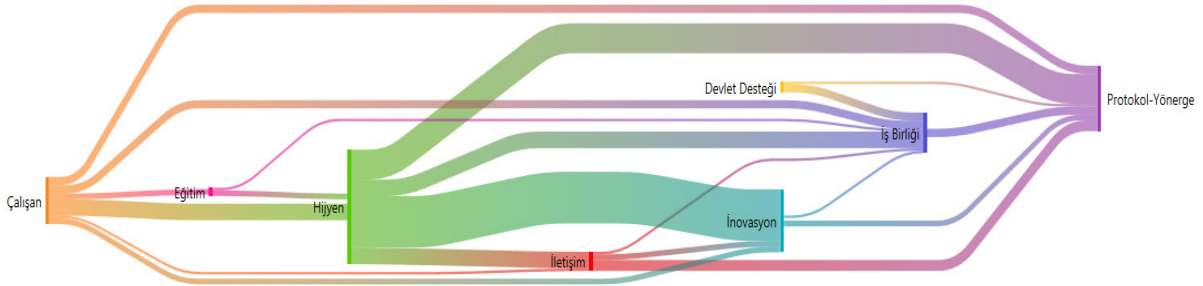 Çalışan
Eğitim
Hijyen
İletişim
Devlet Desteği
İnovasyon
İş Birliği
Protokol-Yönerge